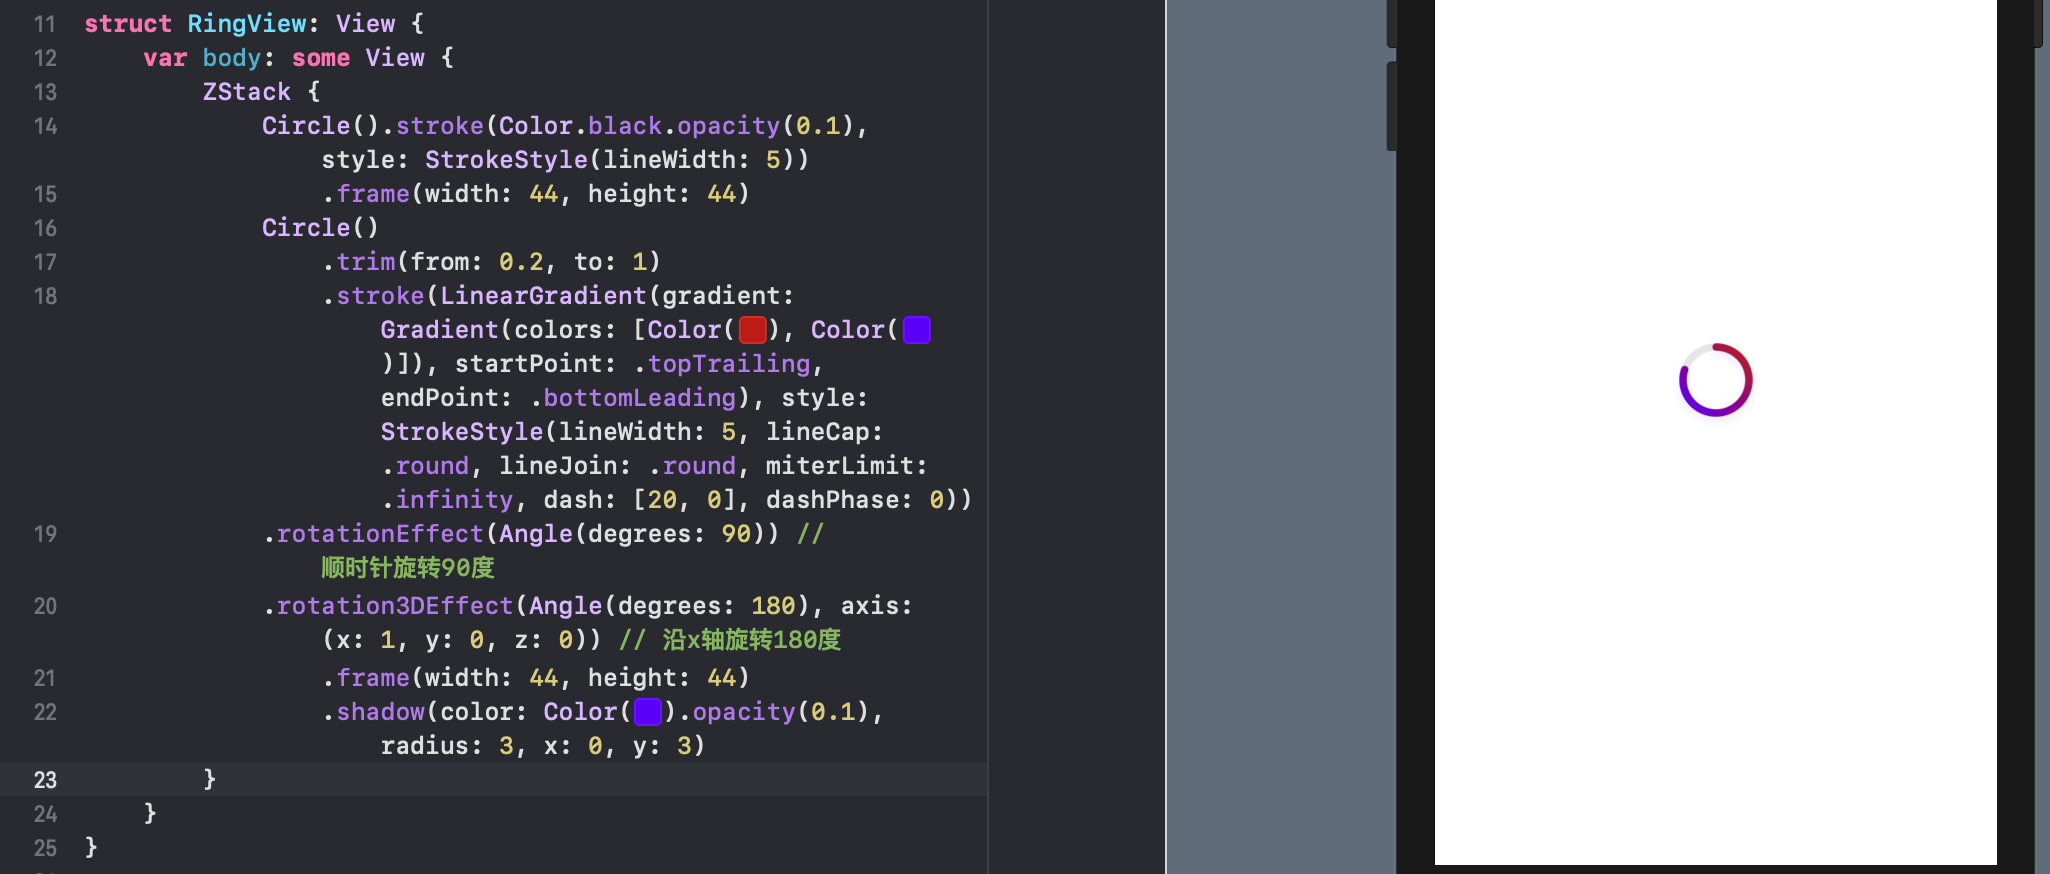 11 struct RingView: View {
12 var body: some View {
13 ZStack {
14 Circle().stroke(Color.black.opacity(0.1),
style: StrokeStyle(lineWidth: 5))
15 .frame(width: 44, height: 44)
16 Circle()
17 .trim(from: 0.2, to: 1)
18 .stroke(LinearGradient(gradient:
Gradient(colors: [Color(), Color(
)]), startPoint: .topTrailing,
endPoint: .bottomLeading), style:
StrokeStyle(lineWidth: 5, lineCap:
.round, lineJoin: .round, miterLimit:
.infinity, dash: [20, 0], dashPhase: 0))
19 .rotationEffect(Angle(degrees: 90)) //
顺时针旋转90度
20 .rotation3DEffect(Angle(degrees: 180), axis:
(x: 1, y: 0, z: 0)) // 沿x轴旋转180度
21 .frame(width: 44, height: 44)
22 .shadow(color: Color().opacity(0.1),
radius: 3, x: 0, y: 3)
23 }
24 }
25 }